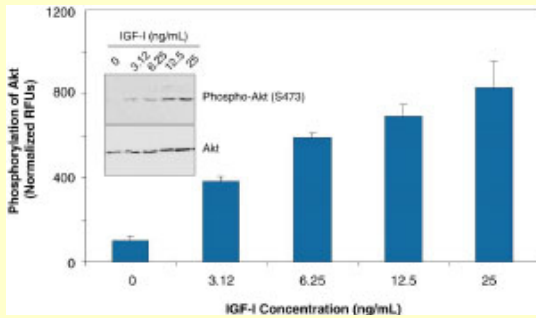 1200
800
400
0
Phosphorylation of Akt
(Normalized RFUs)
IGF-I (ng/mL)
0 3.12 6.25 12.5 25
Phospho-Akt (S473)
Akt
0 3.12 6.25 12.5 25
IGF-I Concentration (ng/mL)